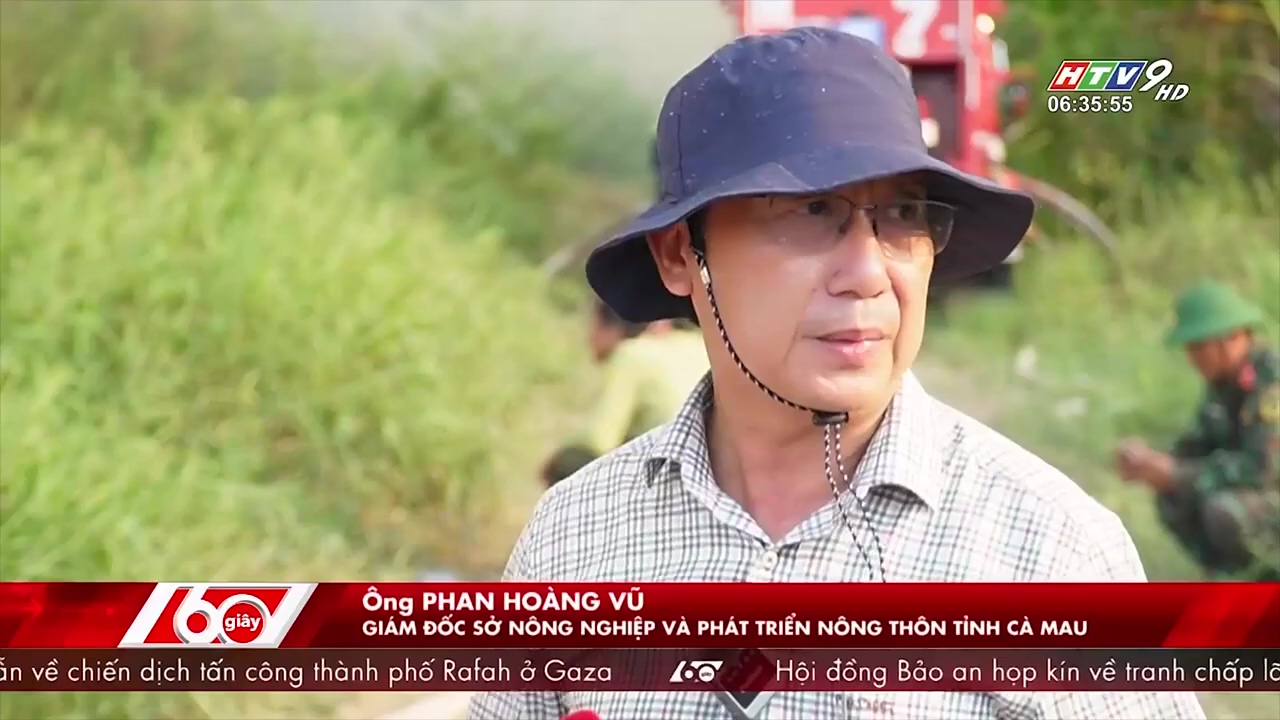 7
HTV9 HD
06:35:55
60 giây
Ông PHAN HOÀNG VŨ
GIÁM ĐỐC SỞ NÔNG NGHIỆP VÀ PHÁT TRIỂN NÔNG THÔN TỈNH CÀ MAU
về chiến dịch tấn công thành phố Rafah ở Gaza 60 Hội đồng Bảo an họp kín về tranh chấp